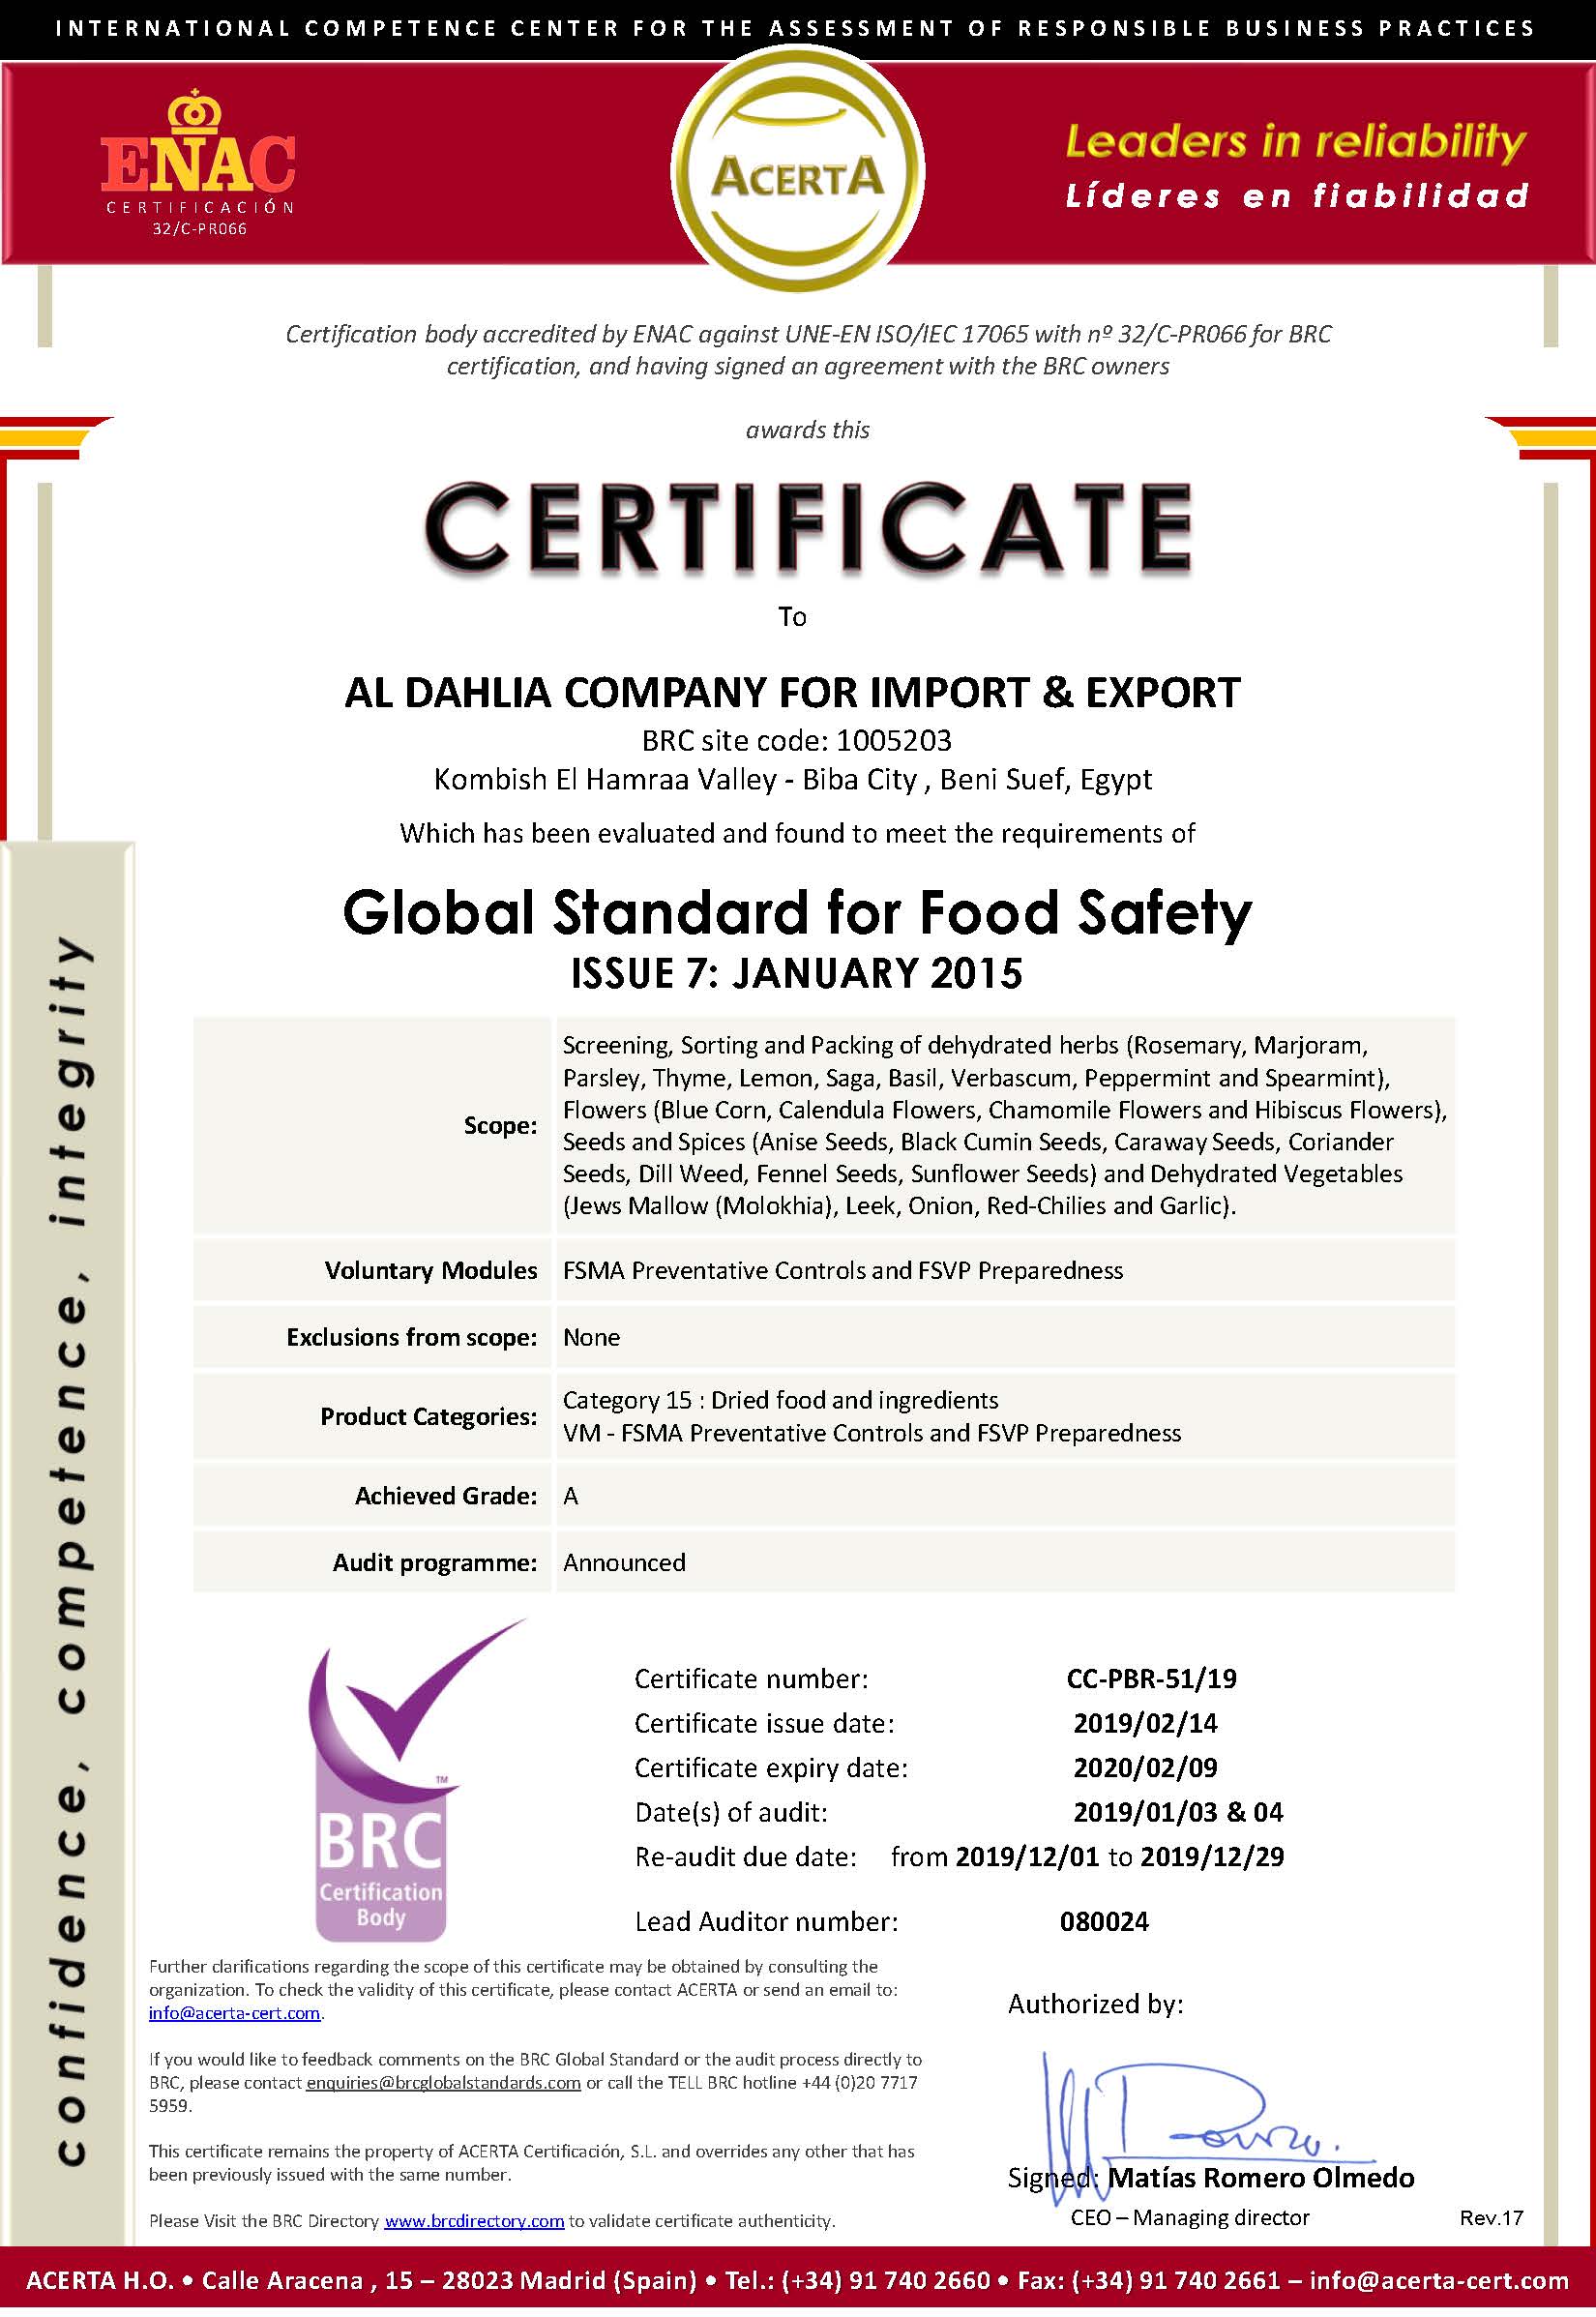 INTERNATIONAL COMPETENCE CENTER FOR THE ASSESSMENT OF RESPONSIBLE BUSINESS PRACTICES
ENAC
CERTIFICACIÓN
32/C-PR066
ACERTA
Leaders in reliability
Líderes en fiabilidad
Certification body accredited by ENAC against UNE-EN ISO/IEC 17065 with nº 32/C-PR066 for BRC
certification, and having signed an agreement with the BRC owners
awards this
CERTIFICATE
To
AL DAHLIA COMPANY FOR IMPORT & EXPORT
BRC site code: 1005203
Kombish El Hamraa Valley - Biba City , Beni Suef, Egypt
Which has been evaluated and found to meet the requirements of
Global Standard for Food Safety
ISSUE 7: JANUARY 2015
confidence, competence, integrity
Scope:
Screening, Sorting and Packing of dehydrated herbs (Rosemary, Marjoram,
Parsley, Thyme, Lemon, Saga, Basil, Verbascum, Peppermint and Spearmint),
Flowers (Blue Corn, Calendula Flowers, Chamomile Flowers and Hibiscus Flowers),
Seeds and Spices (Anise Seeds, Black Cumin Seeds, Caraway Seeds, Coriander
Seeds, Dill Weed, Fennel Seeds, Sunflower Seeds) and Dehydrated Vegetables
(Jews Mallow (Molokhia), Leek, Onion, Red-Chilies and Garlic).
Voluntary Modules FSMA Preventative Controls and FSVP Preparedness
Exclusions from scope: None
Product Categories:
Category 15 : Dried food and ingredients
VM - FSMA Preventative Controls and FSVP Preparedness
Achieved Grade: A
Audit programme: Announced
TM
BRC
Certification
Body
Certificate number: CC-PBR-51/19
Certificate issue date: 2019/02/14
Certificate expiry date: 2020/02/09
Date(s) of audit: 2019/01/03 & 04
Re-audit due date: from 2019/12/01 to 2019/12/29
Lead Auditor number: 080024
Further clarifications regarding the scope of this certificate may be obtained by consulting the
organization. To check the validity of this certificate, please contact ACERTA or send an email to:
info@acerta-cert.com.
If you would like to feedback comments on the BRC Global Standard or the audit process directly to
BRC, please contact enquiries@brcglobalstandards.com or call the TELL BRC hotline +44 (0)20 7717
5959.
This certificate remains the property of ACERTA Certificación, S.L. and overrides any other that has
been previously issued with the same number.
Please Visit the BRC Directory www.brcdirectory.com to validate certificate authenticity.
Authorized by:
Signed: Matías Romero Olmedo
CEO – Managing director
Rev.17
ACERTA H.O. • Calle Aracena , 15 – 28023 Madrid (Spain) • Tel.: (+34) 91 740 2660 • Fax: (+34) 91 740 2661 – info@acerta-cert.com